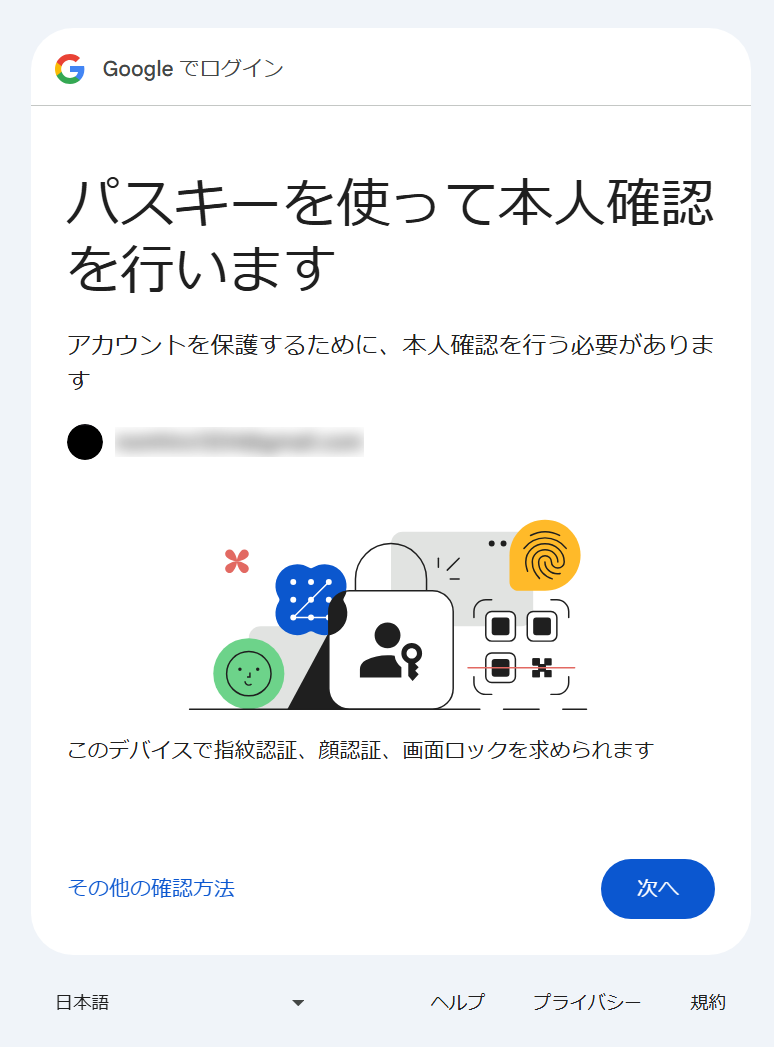 Google でログイン
パスキーを使って本人確認
を行います
アカウントを保護するために、本人確認を行う必要がありま
す
このデバイスで指紋認証、顔認証、画面ロックを求められます
その他の確認方法
次へ
日本語
ヘルプ
プライバシー
規約